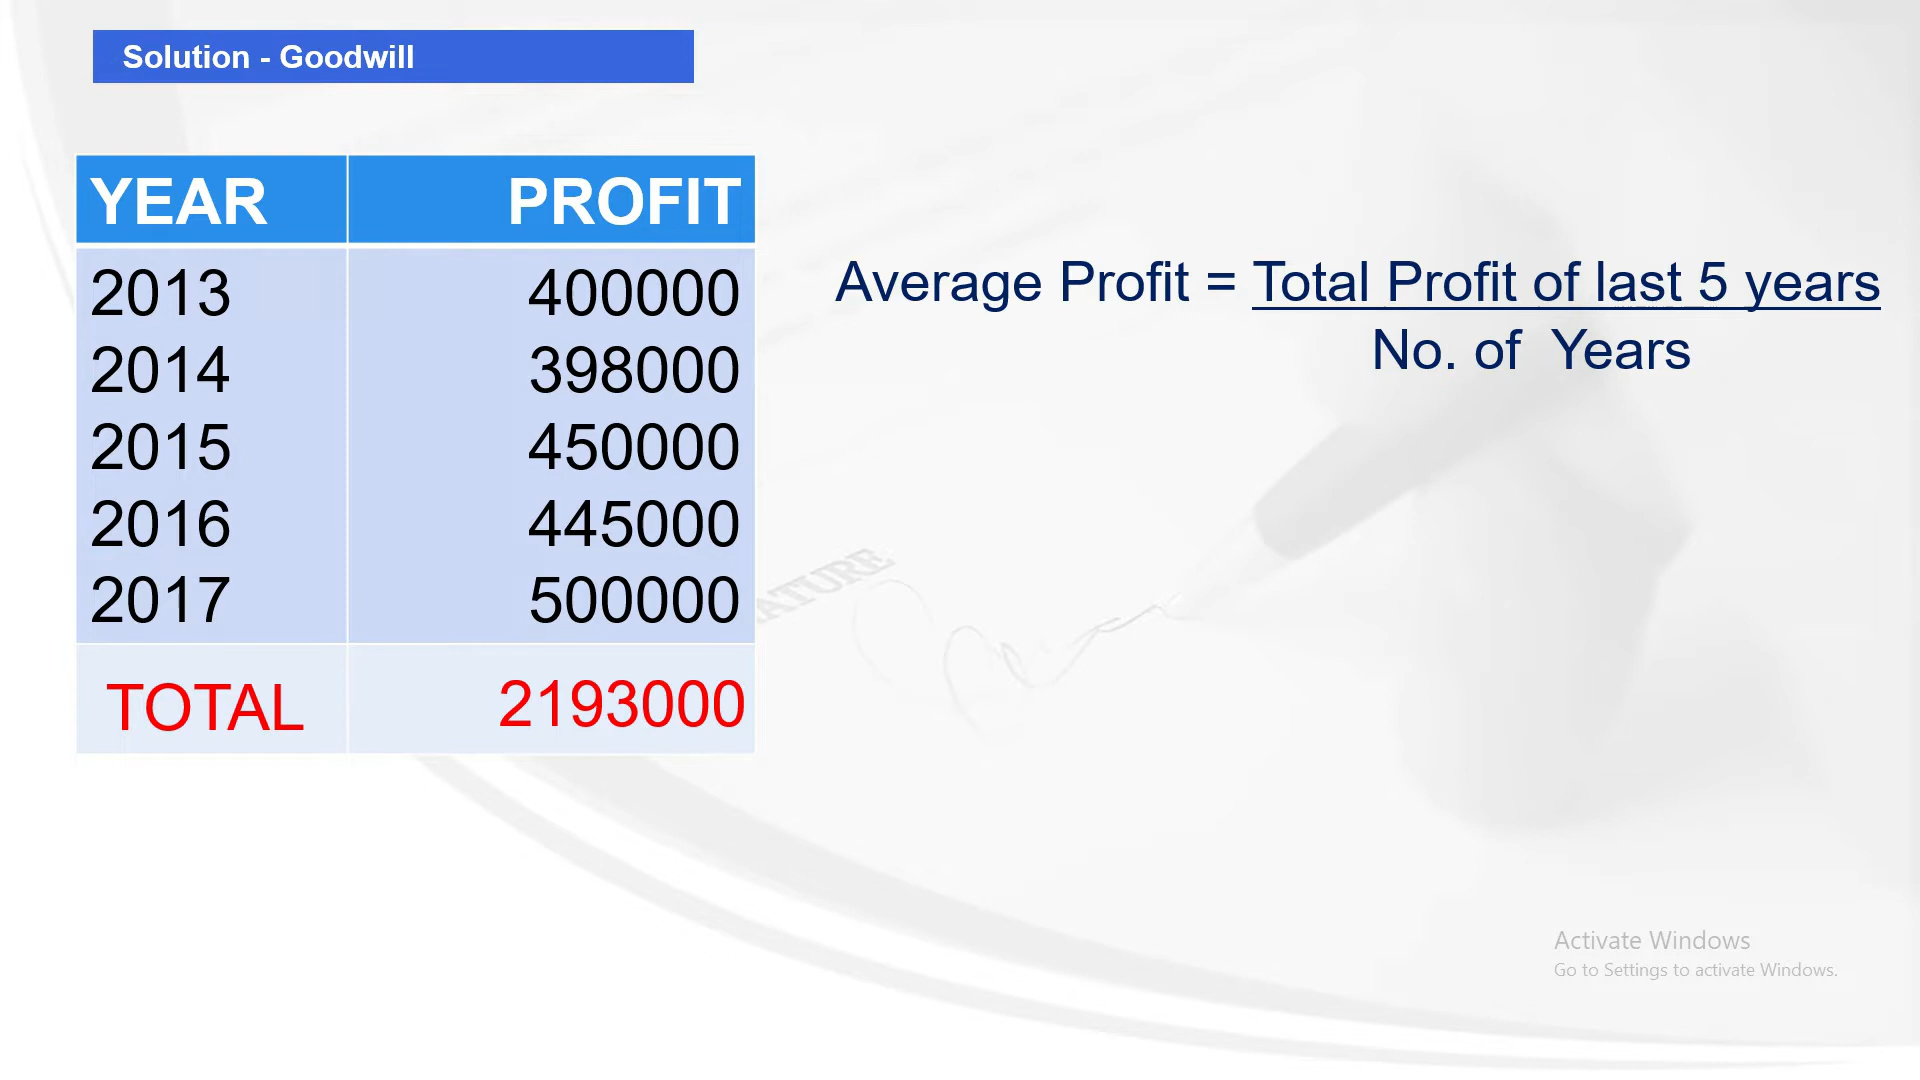 Solution - Goodwill
YEAR PROFIT
2013 400000
2014 398000
2015 450000
2016 445000
2017 500000
TOTAL 2193000
Average Profit = Total Profit of last 5 years
No. of Years
ATURE
Activate Windows
Go to Settings to activate Windows.